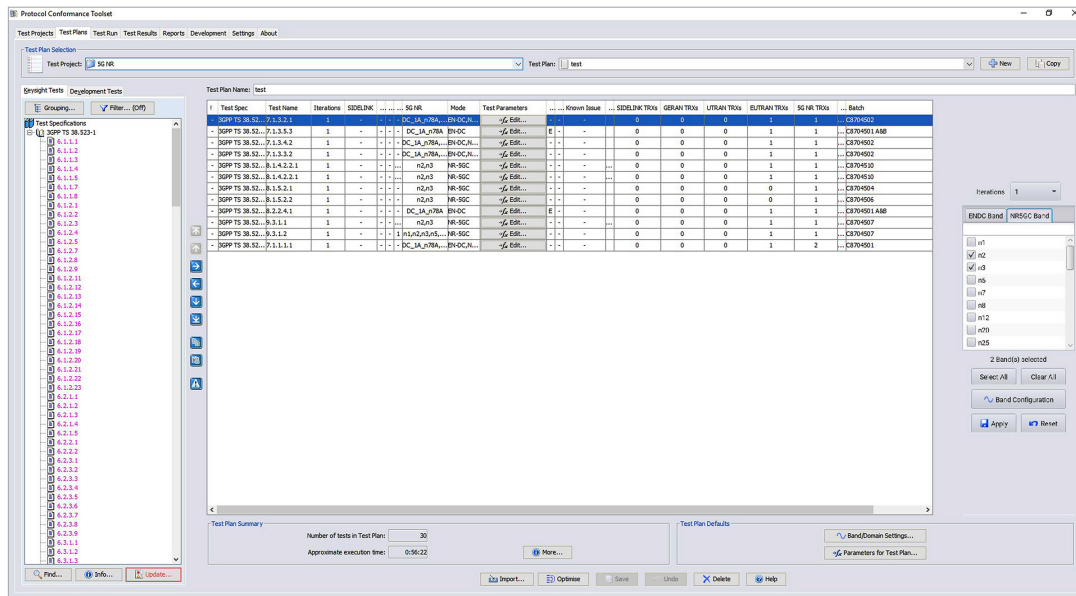 Protocol Conformance Toolset
Test Projects Test Plans Test Run Test Results Reports Development Settings About
Test Plan Selection
Test Project: 5G NR Test Plan: test New Copy
Keysight Tests Development Tests
Test Plan Name: test
Grouping... Filter... (Off)
! Test Spec Test Name Iterations SIDELINK ... ... ... 5G NR Mode Test Parameters ... ... Known Issue ... SIDELINK TRXs GERAN TRXs UTRAN TRXs EUTRAN TRXs 5G NR TRXs ... Batch
- 3GPP TS 38.52... 7.1.3.2.1 1 - - - - DC_1A_n78A,... EN-DC,N... Edit... - - - 0 0 0 1 1 ... C8704502
- 3GPP TS 38.52... 7.1.3.5.3 1 - - - - DC_1A_n78A EN-DC Edit... E - - 0 0 0 1 1 ... C8704501 A&B
- 3GPP TS 38.52... 7.1.3.4.2 1 - - - - DC_1A_n78A,... EN-DC,N... Edit... - - - 0 0 0 1 1 ... C8704502
- 3GPP TS 38.52... 7.1.3.3.2 1 - - - - DC_1A_n78A,... EN-DC,N... Edit... - - - 0 0 0 1 1 ... C8704502
- 3GPP TS 38.52... 8.1.4.2.2.1 1 - - - ... n2,n3 NR-5GC Edit... - - - ... 0 0 0 1 1 ... C8704510
- 3GPP TS 38.52... 8.1.4.2.2.1 1 - - - ... n2,n3 NR-5GC Edit... - - - ... 0 0 0 1 1 ... C8704510
- 3GPP TS 38.52... 8.1.5.2.1 1 - - - - n2,n3 NR-5GC Edit... - - - 0 0 0 0 1 ... C8704504
- 3GPP TS 38.52... 8.1.5.2.2 1 - - - - n2,n3 NR-5GC Edit... - - - 0 0 0 0 1 ... C8704506
- 3GPP TS 38.52... 8.2.2.4.1 1 - - - - DC_1A_n78A EN-DC Edit... E - - 0 0 0 1 1 ... C8704501 A&B
- 3GPP TS 38.52... 9.3.1.1 1 - - - ... n2,n3 NR-5GC Edit... - - - ... 0 0 0 1 1 ... C8704507
- 3GPP TS 38.52... 9.3.1.2 1 - - - 1 n1,n2,n3,n5,... NR-5GC Edit... - - - 0 0 0 1 1 ... C8704507
- 3GPP TS 38.52... 7.1.1.1.1 1 - - - - DC_1A_n78A,... EN-DC,N... Edit... - - - 0 0 0 1 2 ... C8704501
Test Specifications
3GPP TS 38.523-1
6.1.1.1
6.1.1.2
6.1.1.3
6.1.1.4
6.1.1.5
6.1.1.7
6.1.1.8
6.1.2.1
6.1.2.2
6.1.2.3
6.1.2.4
6.1.2.5
6.1.2.7
6.1.2.8
6.1.2.9
6.1.2.11
6.1.2.12
6.1.2.13
6.1.2.14
6.1.2.15
6.1.2.16
6.1.2.17
6.1.2.18
6.1.2.19
6.1.2.20
6.1.2.21
6.1.2.22
6.1.2.23
6.2.1.1
6.2.1.2
6.2.1.3
6.2.1.4
6.2.1.5
6.2.2.1
6.2.2.2
6.2.3.1
6.2.3.2
6.2.3.3
6.2.3.4
6.2.3.5
6.2.3.6
6.2.3.7
6.2.3.8
6.2.3.9
6.3.1.1
6.3.1.2
6.3.1.3
Find... Info... Update...
Iterations 1
ENDC Band NR5GC Band
n1
n2
n3
n5
n7
n8
n12
n20
n25
2 Band(s) selected
Select All Clear All
Band Configuration
Apply Reset
Test Plan Summary
Number of tests in Test Plan: 30
Approximate execution time: 0:56:22 More...
Test Plan Defaults
Band/Domain Settings...
Parameters for Test Plan...
Import... Optimise Save Undo Delete Help